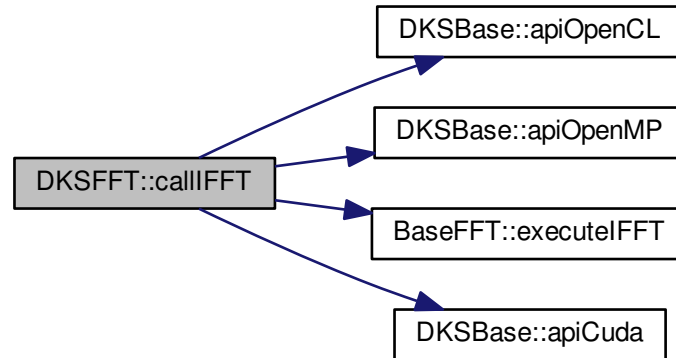 DKSBase::apiOpenCL
DKSBase::apiOpenMP
DKSFFT::callIFFT
BaseFFT::executeIFFT
DKSBase::apiCuda